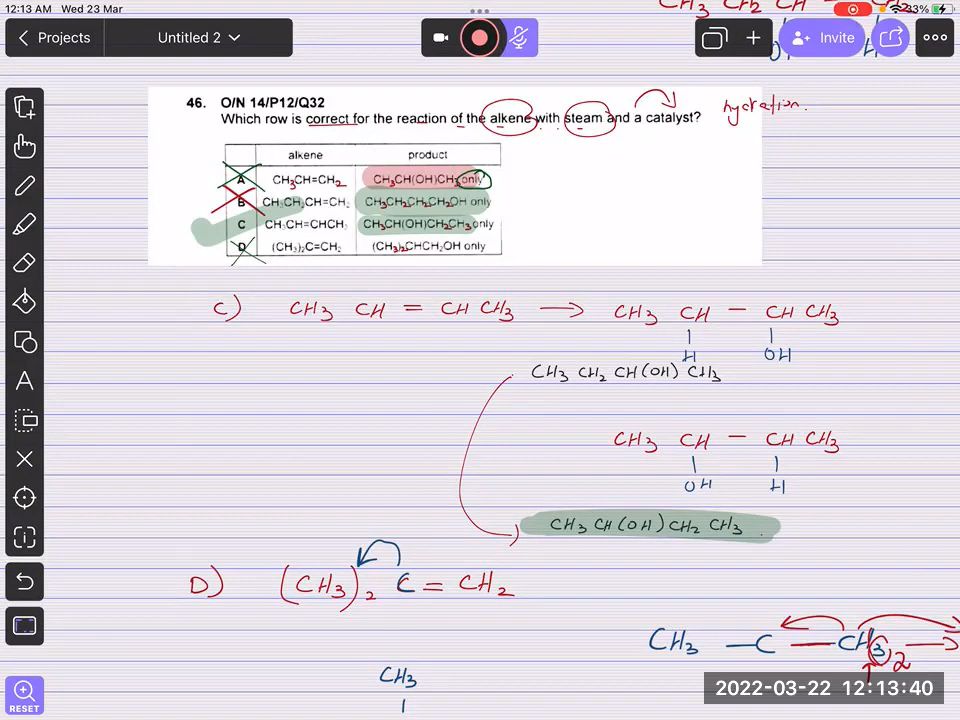 12:13 AM Wed 23 Mar
33%
Projects
Untitled 2
Invite
CH3 CH2 CH
46. O/N 14/P12/Q32
Which row is correct for the reaction of the alkene with steam and a catalyst?
hydration.
alkene product
A CH3CH=CH2 CH3CH(OH)CH3 only
B CH3CH2CH=CH2 CH3CH2CH2CH2OH only
C CH3CH=CHCH3 CH3CH(OH)CH2CH3 only
D (CH3)2C=CH2 (CH3)2CHCH2OH only
C) CH3 CH = CH CH3 → CH3 CH − CH CH3
H OH
CH3 CH2 CH(OH) CH3
CH3 CH − CH CH3
OH H
CH3 CH(OH) CH2 CH3
D) (CH3)2 C = CH2
CH3 − C − CH
2
CH3
RESET
2022-03-22 12:13:40